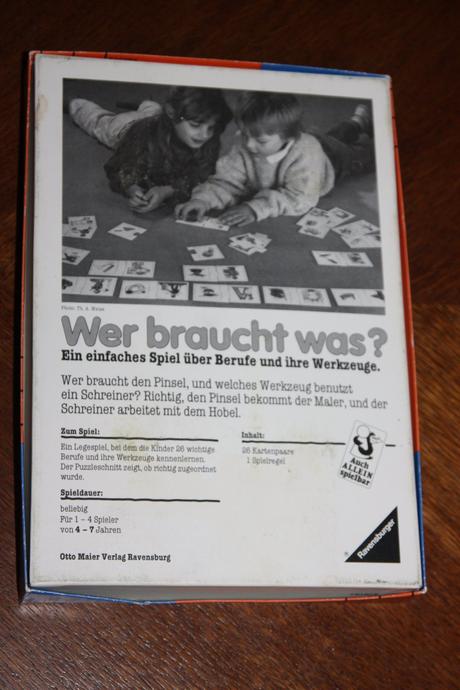 Photo: Th. A. Weiss
Wer braucht was?
Ein einfaches Spiel über Berufe und ihre Werkzeuge.
Wer braucht den Pinsel, und welches Werkzeug benutzt
ein Schreiner? Richtig, den Pinsel bekommt der Maler, und der
Schreiner arbeitet mit dem Hobel.
Zum Spiel:
Ein Legespiel, bei dem die Kinder 26 wichtige
Berufe und ihre Werkzeuge kennenlernen.
Der Puzzleschnitt zeigt, ob richtig zugeordnet
wurde.
Spieldauer:
beliebig
Für 1 – 4 Spieler
von 4 – 7 Jahren
Otto Maier Verlag Ravensburg
Inhalt:
26 Kartenpaare
1 Spielregel
Auch
ALLEIN
spielbar
Ravensburger